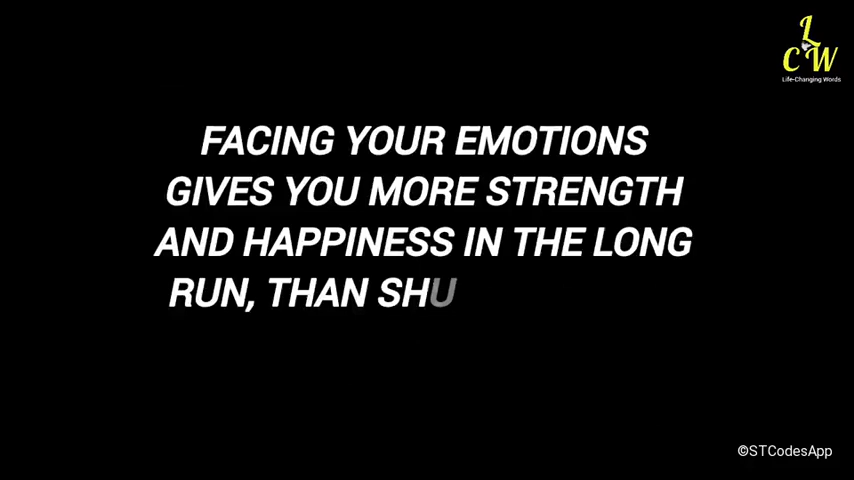 L
CW
Life-Changing Words
FACING YOUR EMOTIONS
GIVES YOU MORE STRENGTH
AND HAPPINESS IN THE LONG
RUN, THAN SHU
©STCodesApp